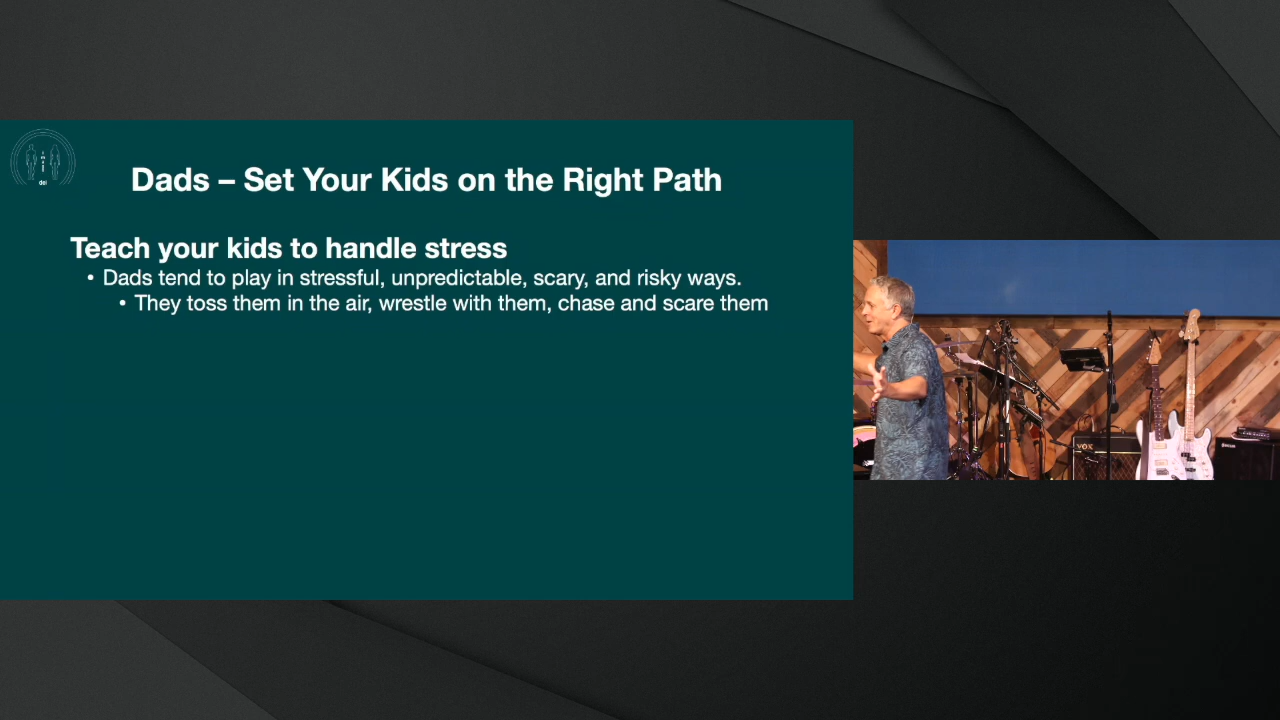 Dads – Set Your Kids on the Right Path
Teach your kids to handle stress
• Dads tend to play in stressful, unpredictable, scary, and risky ways.
• They toss them in the air, wrestle with them, chase and scare them
dei
VOX